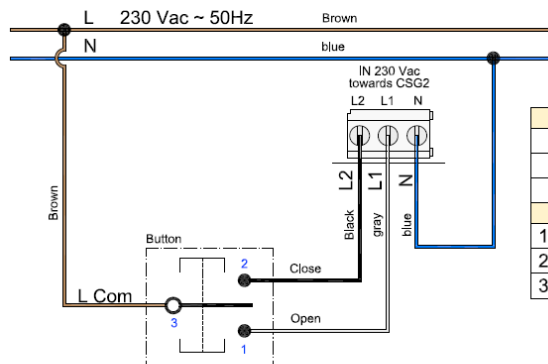 L 230 Vac ~ 50Hz Brown
N blue
IN 230 Vac
towards CSG2
L2 L1 N
L2 L1 N
Black gray blue
Brown
Button
2
Close
L Com
3
Open
1
1
2
3